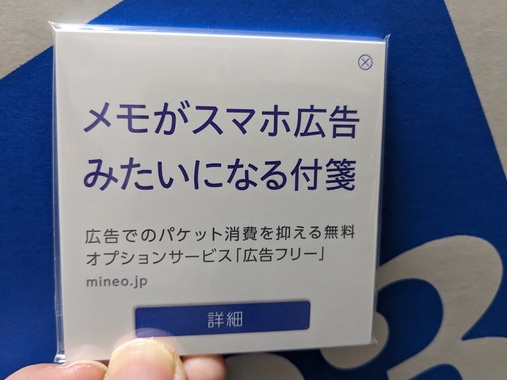 メモがスマホ広告
みたいになる付箋
広告でのパケット消費を抑える無料
オプションサービス「広告フリー」
mineo.jp
詳細